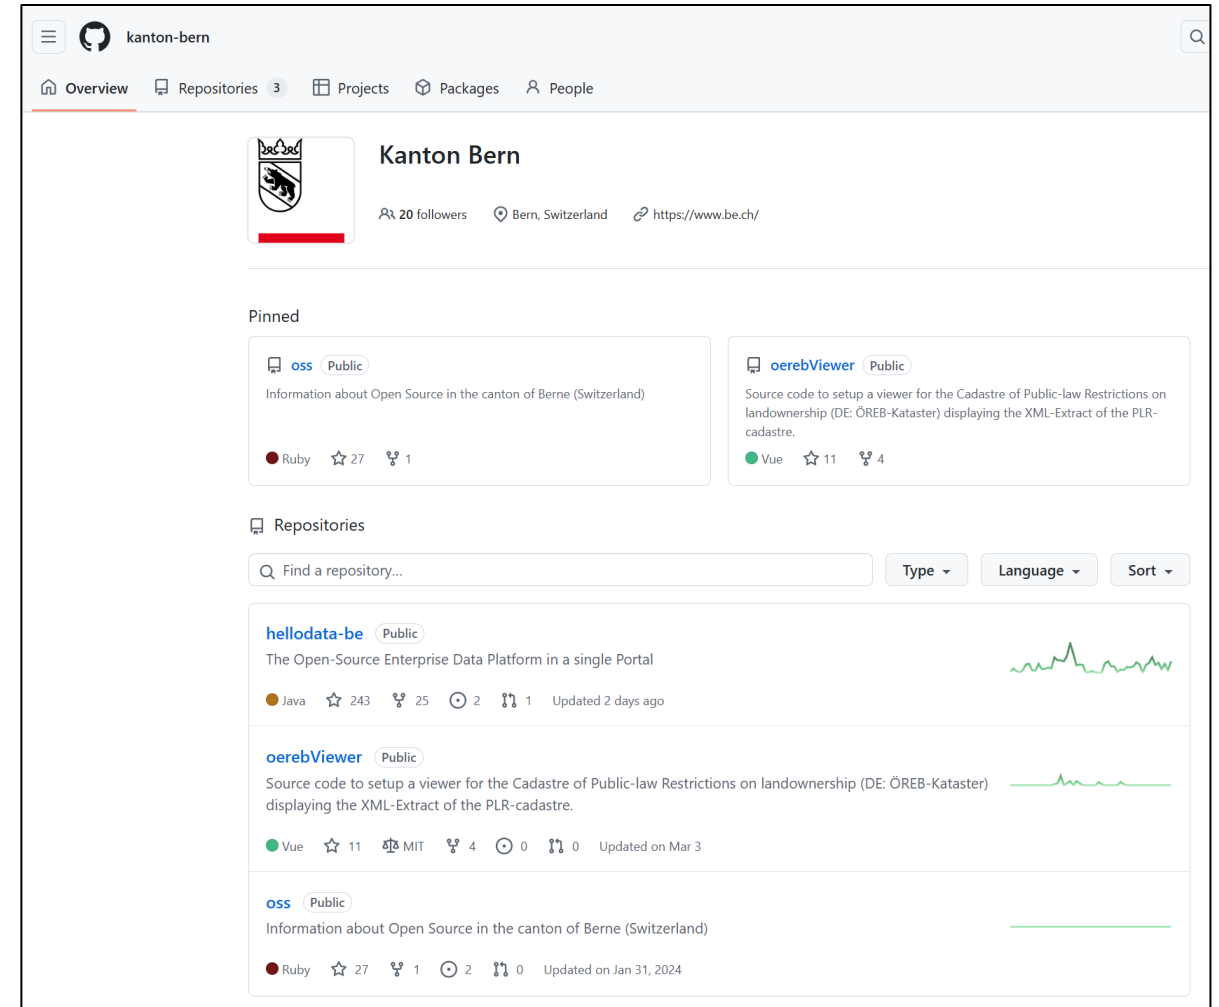 kanton-bern
Overview Repositories 3 Projects Packages People
Kanton Bern
20 followers Bern, Switzerland https://www.be.ch/
Pinned
oss Public
Information about Open Source in the canton of Berne (Switzerland)
Ruby 27 1
oerebViewer Public
Source code to setup a viewer for the Cadastre of Public-law Restrictions on
landownership (DE: ÖREB-Kataster) displaying the XML-Extract of the PLR-
cadastre.
Vue 11 4
Repositories
Find a repository... Type Language Sort
hellodata-be Public
The Open-Source Enterprise Data Platform in a single Portal
Java 243 25 2 1 Updated 2 days ago
oerebViewer Public
Source code to setup a viewer for the Cadastre of Public-law Restrictions on landownership (DE: ÖREB-Kataster)
displaying the XML-Extract of the PLR-cadastre.
Vue 11 MIT 4 0 0 Updated on Mar 3
oss Public
Information about Open Source in the canton of Berne (Switzerland)
Ruby 27 1 2 0 Updated on Jan 31, 2024